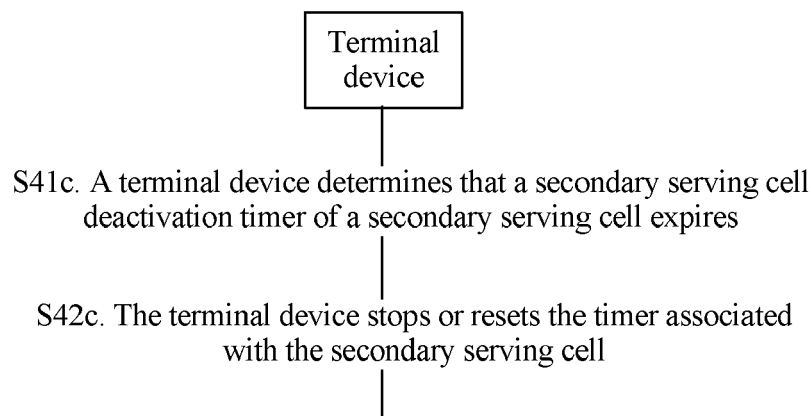 Terminal
device
S41c. A terminal device determines that a secondary serving cell
deactivation timer of a secondary serving cell expires
S42c. The terminal device stops or resets the timer associated
with the secondary serving cell